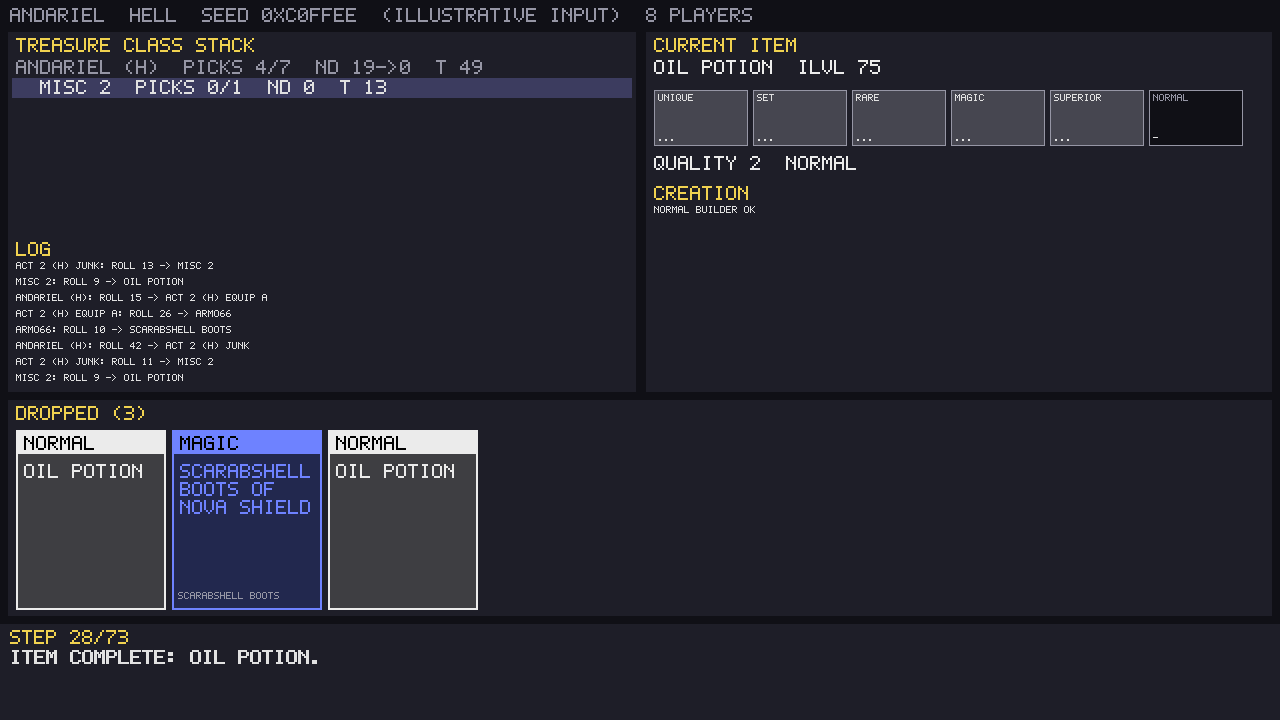 ANDARIEL  HELL  SEED 0XC0FFEE  (ILLUSTRATIVE INPUT)  8 PLAYERS
TREASURE CLASS STACK
ANDARIEL (H)  PICKS 4/7  ND 19->0  T 49
MISC 2  PICKS 0/1  ND 0  T 13
LOG
ACT 2 (H) JUNK: ROLL 13 -> MISC 2
MISC 2: ROLL 9 -> OIL POTION
ANDARIEL (H): ROLL 15 -> ACT 2 (H) EQUIP A
ACT 2 (H) EQUIP A: ROLL 26 -> ARMO66
ARMO66: ROLL 10 -> SCARABSHELL BOOTS
ANDARIEL (H): ROLL 42 -> ACT 2 (H) JUNK
ACT 2 (H) JUNK: ROLL 11 -> MISC 2
MISC 2: ROLL 9 -> OIL POTION
CURRENT ITEM
OIL POTION  ILVL 75
UNIQUE
...
SET
...
RARE
...
MAGIC
...
SUPERIOR
...
NORMAL
_
QUALITY 2  NORMAL
CREATION
NORMAL BUILDER OK
DROPPED (3)
NORMAL
OIL POTION
MAGIC
SCARABSHELL
BOOTS OF
NOVA SHIELD
SCARABSHELL BOOTS
NORMAL
OIL POTION
STEP 28/73
ITEM COMPLETE: OIL POTION.